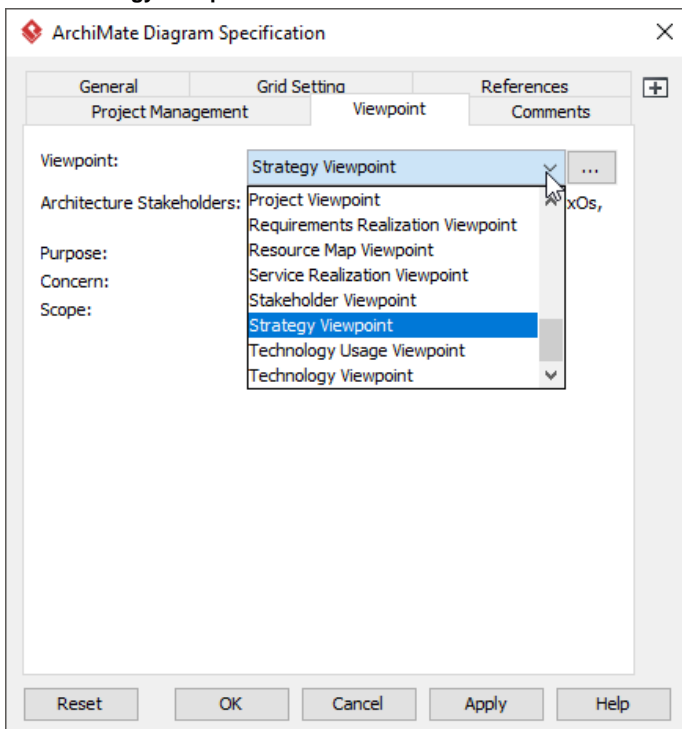 ArchiMate Diagram Specification
General Grid Setting References
Project Management Viewpoint Comments
Viewpoint: Strategy Viewpoint ...
Architecture Stakeholders: xOs,
Purpose:
Concern:
Scope:
Project Viewpoint
Requirements Realization Viewpoint
Resource Map Viewpoint
Service Realization Viewpoint
Stakeholder Viewpoint
Strategy Viewpoint
Technology Usage Viewpoint
Technology Viewpoint
Reset OK Cancel Apply Help